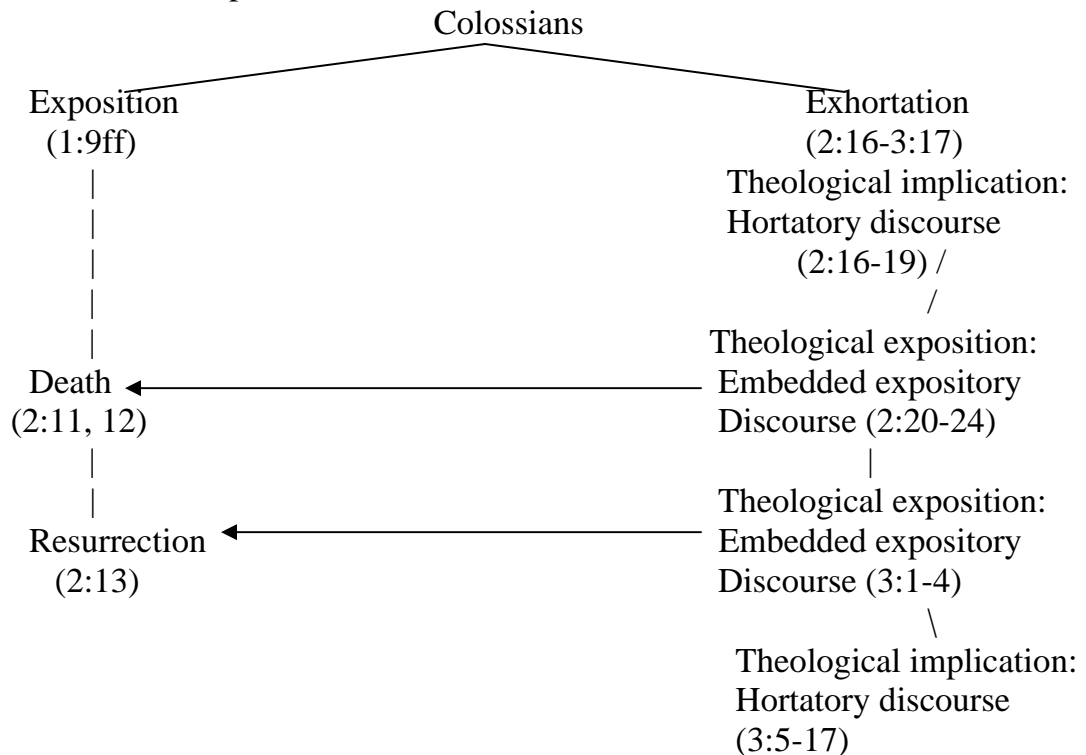 Colossians
Exposition
(1:9ff)
Death
(2:11, 12)
Resurrection
(2:13)
Exhortation
(2:16-3:17)
Theological implication:
Hortatory discourse
(2:16-19)
Theological exposition:
Embedded expository
Discourse (2:20-24)
Theological exposition:
Embedded expository
Discourse (3:1-4)
Theological implication:
Hortatory discourse
(3:5-17)